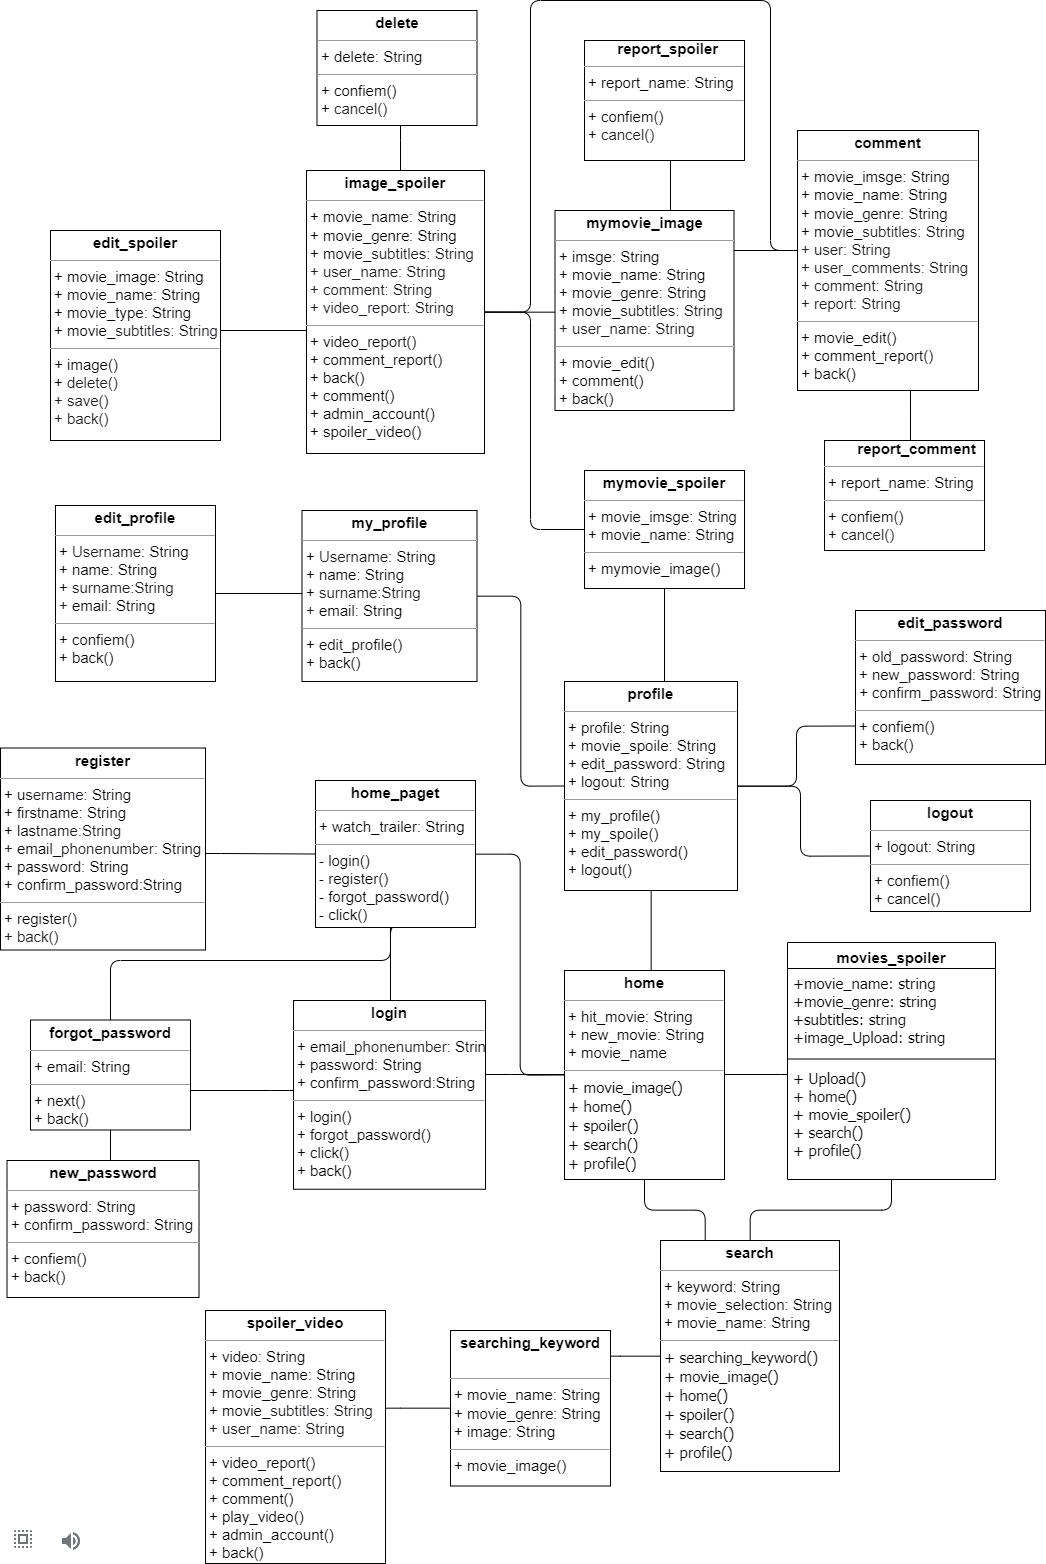 delete
+ delete: String
+ confiem()
+ cancel()
report_spoiler
+ report_name: String
+ confiem()
+ cancel()
comment
+ movie_imsge: String
+ movie_name: String
+ movie_genre: String
+ movie_subtitles: String
+ user: String
+ user_comments: String
+ comment: String
+ report: String
+ movie_edit()
+ comment_report()
+ back()
image_spoiler
+ movie_name: String
+ movie_genre: String
+ movie_subtitles: String
+ user_name: String
+ comment: String
+ video_report: String
+ video_report()
+ comment_report()
+ back()
+ comment()
+ admin_account()
+ spoiler_video()
mymovie_image
+ imsge: String
+ movie_name: String
+ movie_genre: String
+ movie_subtitles: String
+ user_name: String
+ movie_edit()
+ comment()
+ back()
edit_spoiler
+ movie_image: String
+ movie_name: String
+ movie_type: String
+ movie_subtitles: String
+ image()
+ delete()
+ save()
+ back()
report_comment
+ report_name: String
+ confiem()
+ cancel()
mymovie_spoiler
+ movie_imsge: String
+ movie_name: String
+ mymovie_image()
edit_profile
+ Username: String
+ name: String
+ surname:String
+ email: String
+ confiem()
+ back()
my_profile
+ Username: String
+ name: String
+ surname:String
+ email: String
+ edit_profile()
+ back()
edit_password
+ old_password: String
+ new_password: String
+ confirm_password: String
+ confiem()
+ back()
profile
+ profile: String
+ movie_spoile: String
+ edit_password: String
+ logout: String
+ my_profile()
+ my_spoile()
+ edit_password()
+ logout()
register
+ username: String
+ firstname: String
+ lastname:String
+ email_phonenumber: String
+ password: String
+ confirm_password:String
+ register()
+ back()
home_paget
+ watch_trailer: String
- login()
- register()
- forgot_password()
- click()
logout
+ logout: String
+ confiem()
+ cancel()
movies_spoiler
+movie_name: string
+movie_genre: string
+subtitles: string
+image_Upload: string
+ Upload()
+ home()
+ movie_spoiler()
+ search()
+ profile()
home
+ hit_movie: String
+ new_movie: String
+ movie_name
+ movie_image()
+ home()
+ spoiler()
+ search()
+ profile()
login
+ email_phonenumber: Strin
+ password: String
+ confirm_password:String
+ login()
+ forgot_password()
+ click()
+ back()
forgot_password
+ email: String
+ next()
+ back()
new_password
+ password: String
+ confirm_password: String
+ confiem()
+ back()
search
+ keyword: String
+ movie_selection: String
+ movie_name: String
+ searching_keyword()
+ movie_image()
+ home()
+ spoiler()
+ search()
+ profile()
spoiler_video
+ video: String
+ movie_name: String
+ movie_genre: String
+ movie_subtitles: String
+ user_name: String
+ video_report()
+ comment_report()
+ comment()
+ play_video()
+ admin_account()
+ back()
searching_keyword
+ movie_name: String
+ movie_genre: String
+ image: String
+ movie_image()